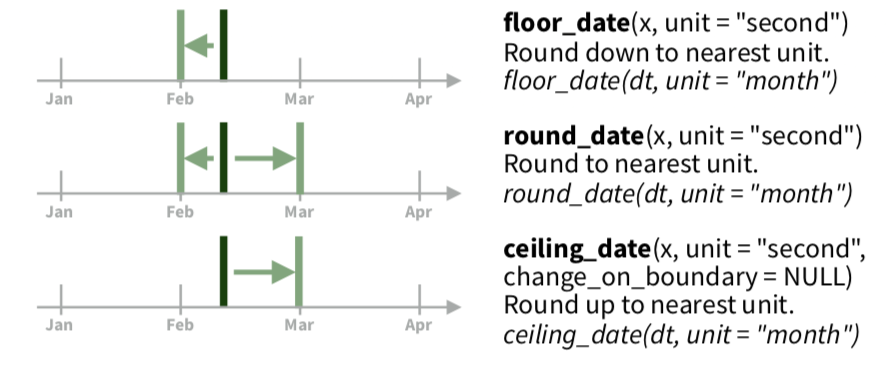 floor_date(x, unit = "second")
Round down to nearest unit.
floor_date(dt, unit = "month")
Jan Feb Mar Apr
round_date(x, unit = "second")
Round to nearest unit.
round_date(dt, unit = "month")
Jan Feb Mar Apr
ceiling_date(x, unit = "second",
change_on_boundary = NULL)
Round up to nearest unit.
ceiling_date(dt, unit = "month")
Jan Feb Mar Apr